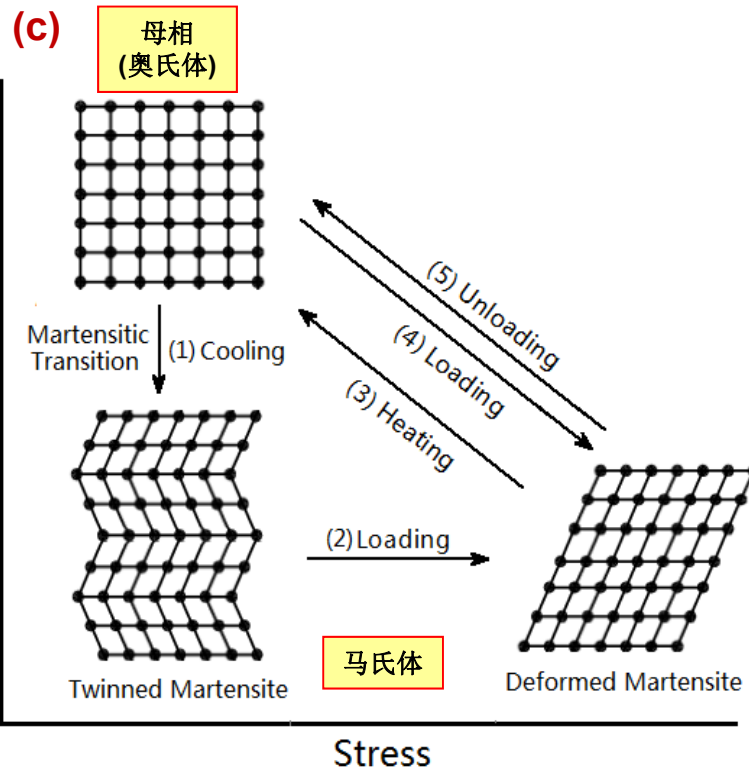 (c)
母相
(奥氏体)
Martensitic
Transition
(1) Cooling
(5) Unloading
(4) Loading
(3) Heating
(2) Loading
马氏体
Twinned Martensite
Deformed Martensite
Stress